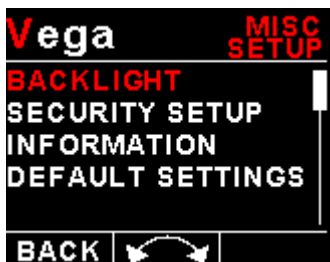 Vega
MISC
SETUP
BACKLIGHT
SECURITY SETUP
INFORMATION
DEFAULT SETTINGS
BACK